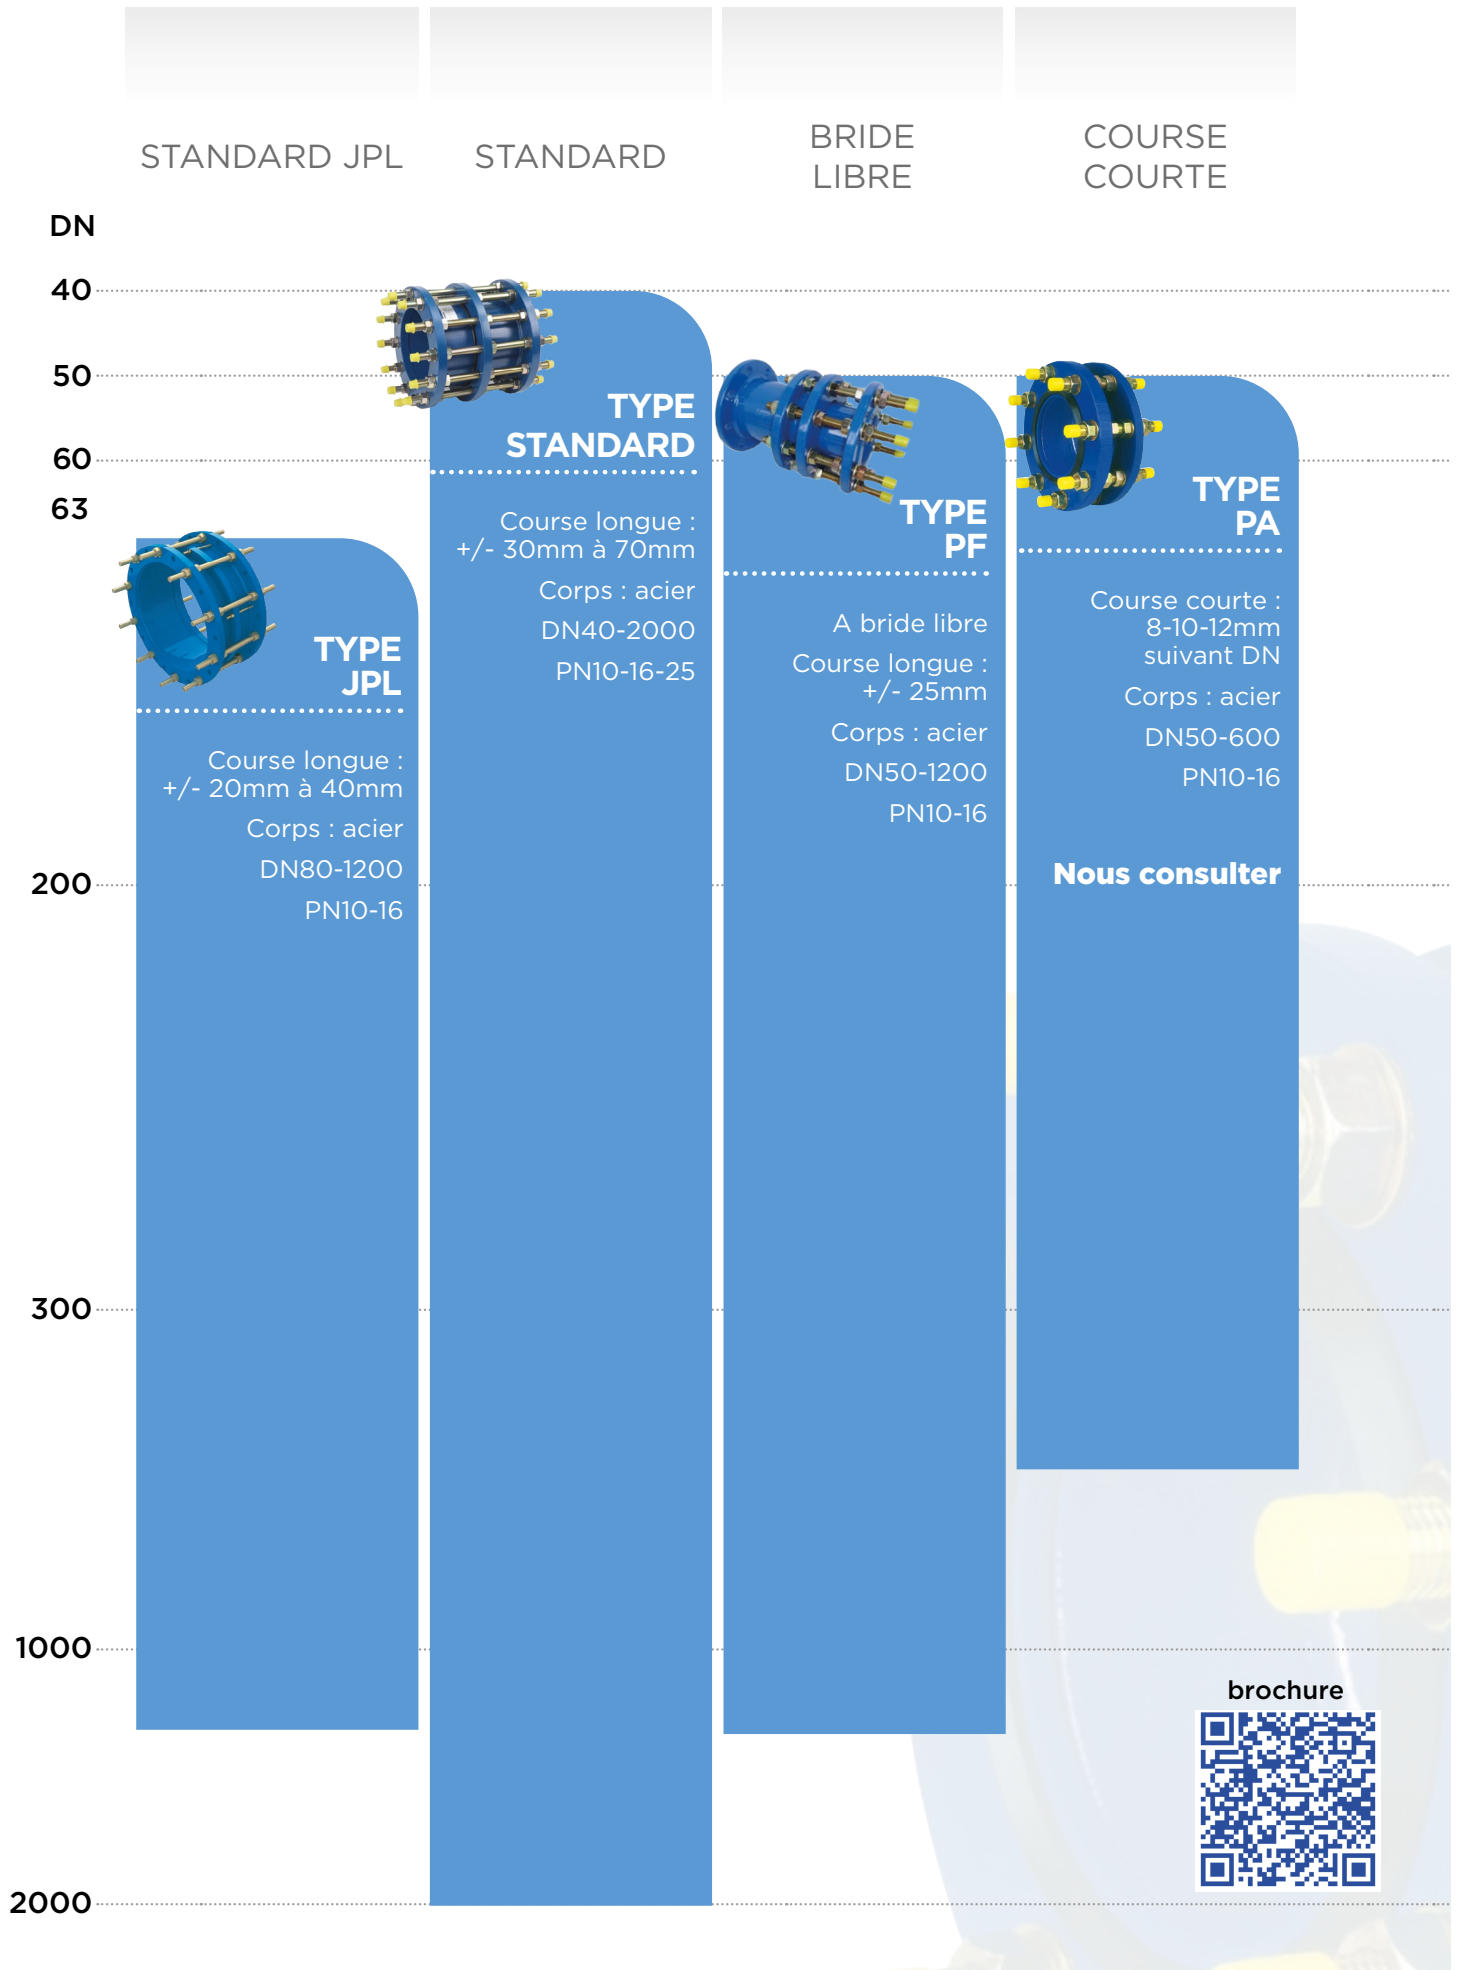 STANDARD JPL
STANDARD
BRIDE
LIBRE
COURSE
COURTE
DN
40
50
60
63
200
300
1000
2000
TYPE
JPL
Course longue :
+/- 20mm à 40mm
Corps : acier
DN80-1200
PN10-16
TYPE
STANDARD
Course longue :
+/- 30mm à 70mm
Corps : acier
DN40-2000
PN10-16-25
TYPE
PF
A bride libre
Course longue :
+/- 25mm
Corps : acier
DN50-1200
PN10-16
TYPE
PA
Course courte :
8-10-12mm
suivant DN
Corps : acier
DN50-600
PN10-16
Nous consulter
brochure